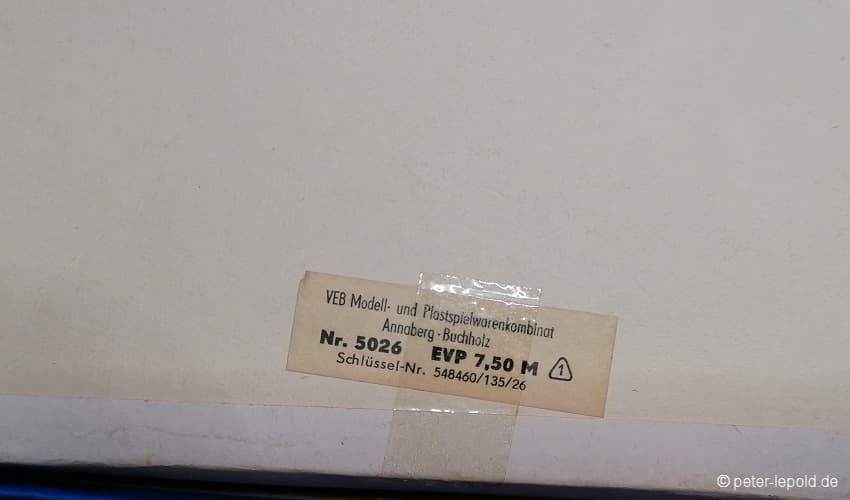 VEB Modell- und Plastspielwarenkombinat
Annaberg-Buchholz
Nr. 5026 EVP 7,50 M 1
Schlüssel-Nr. 548460/135/26
© peter-lepold.de